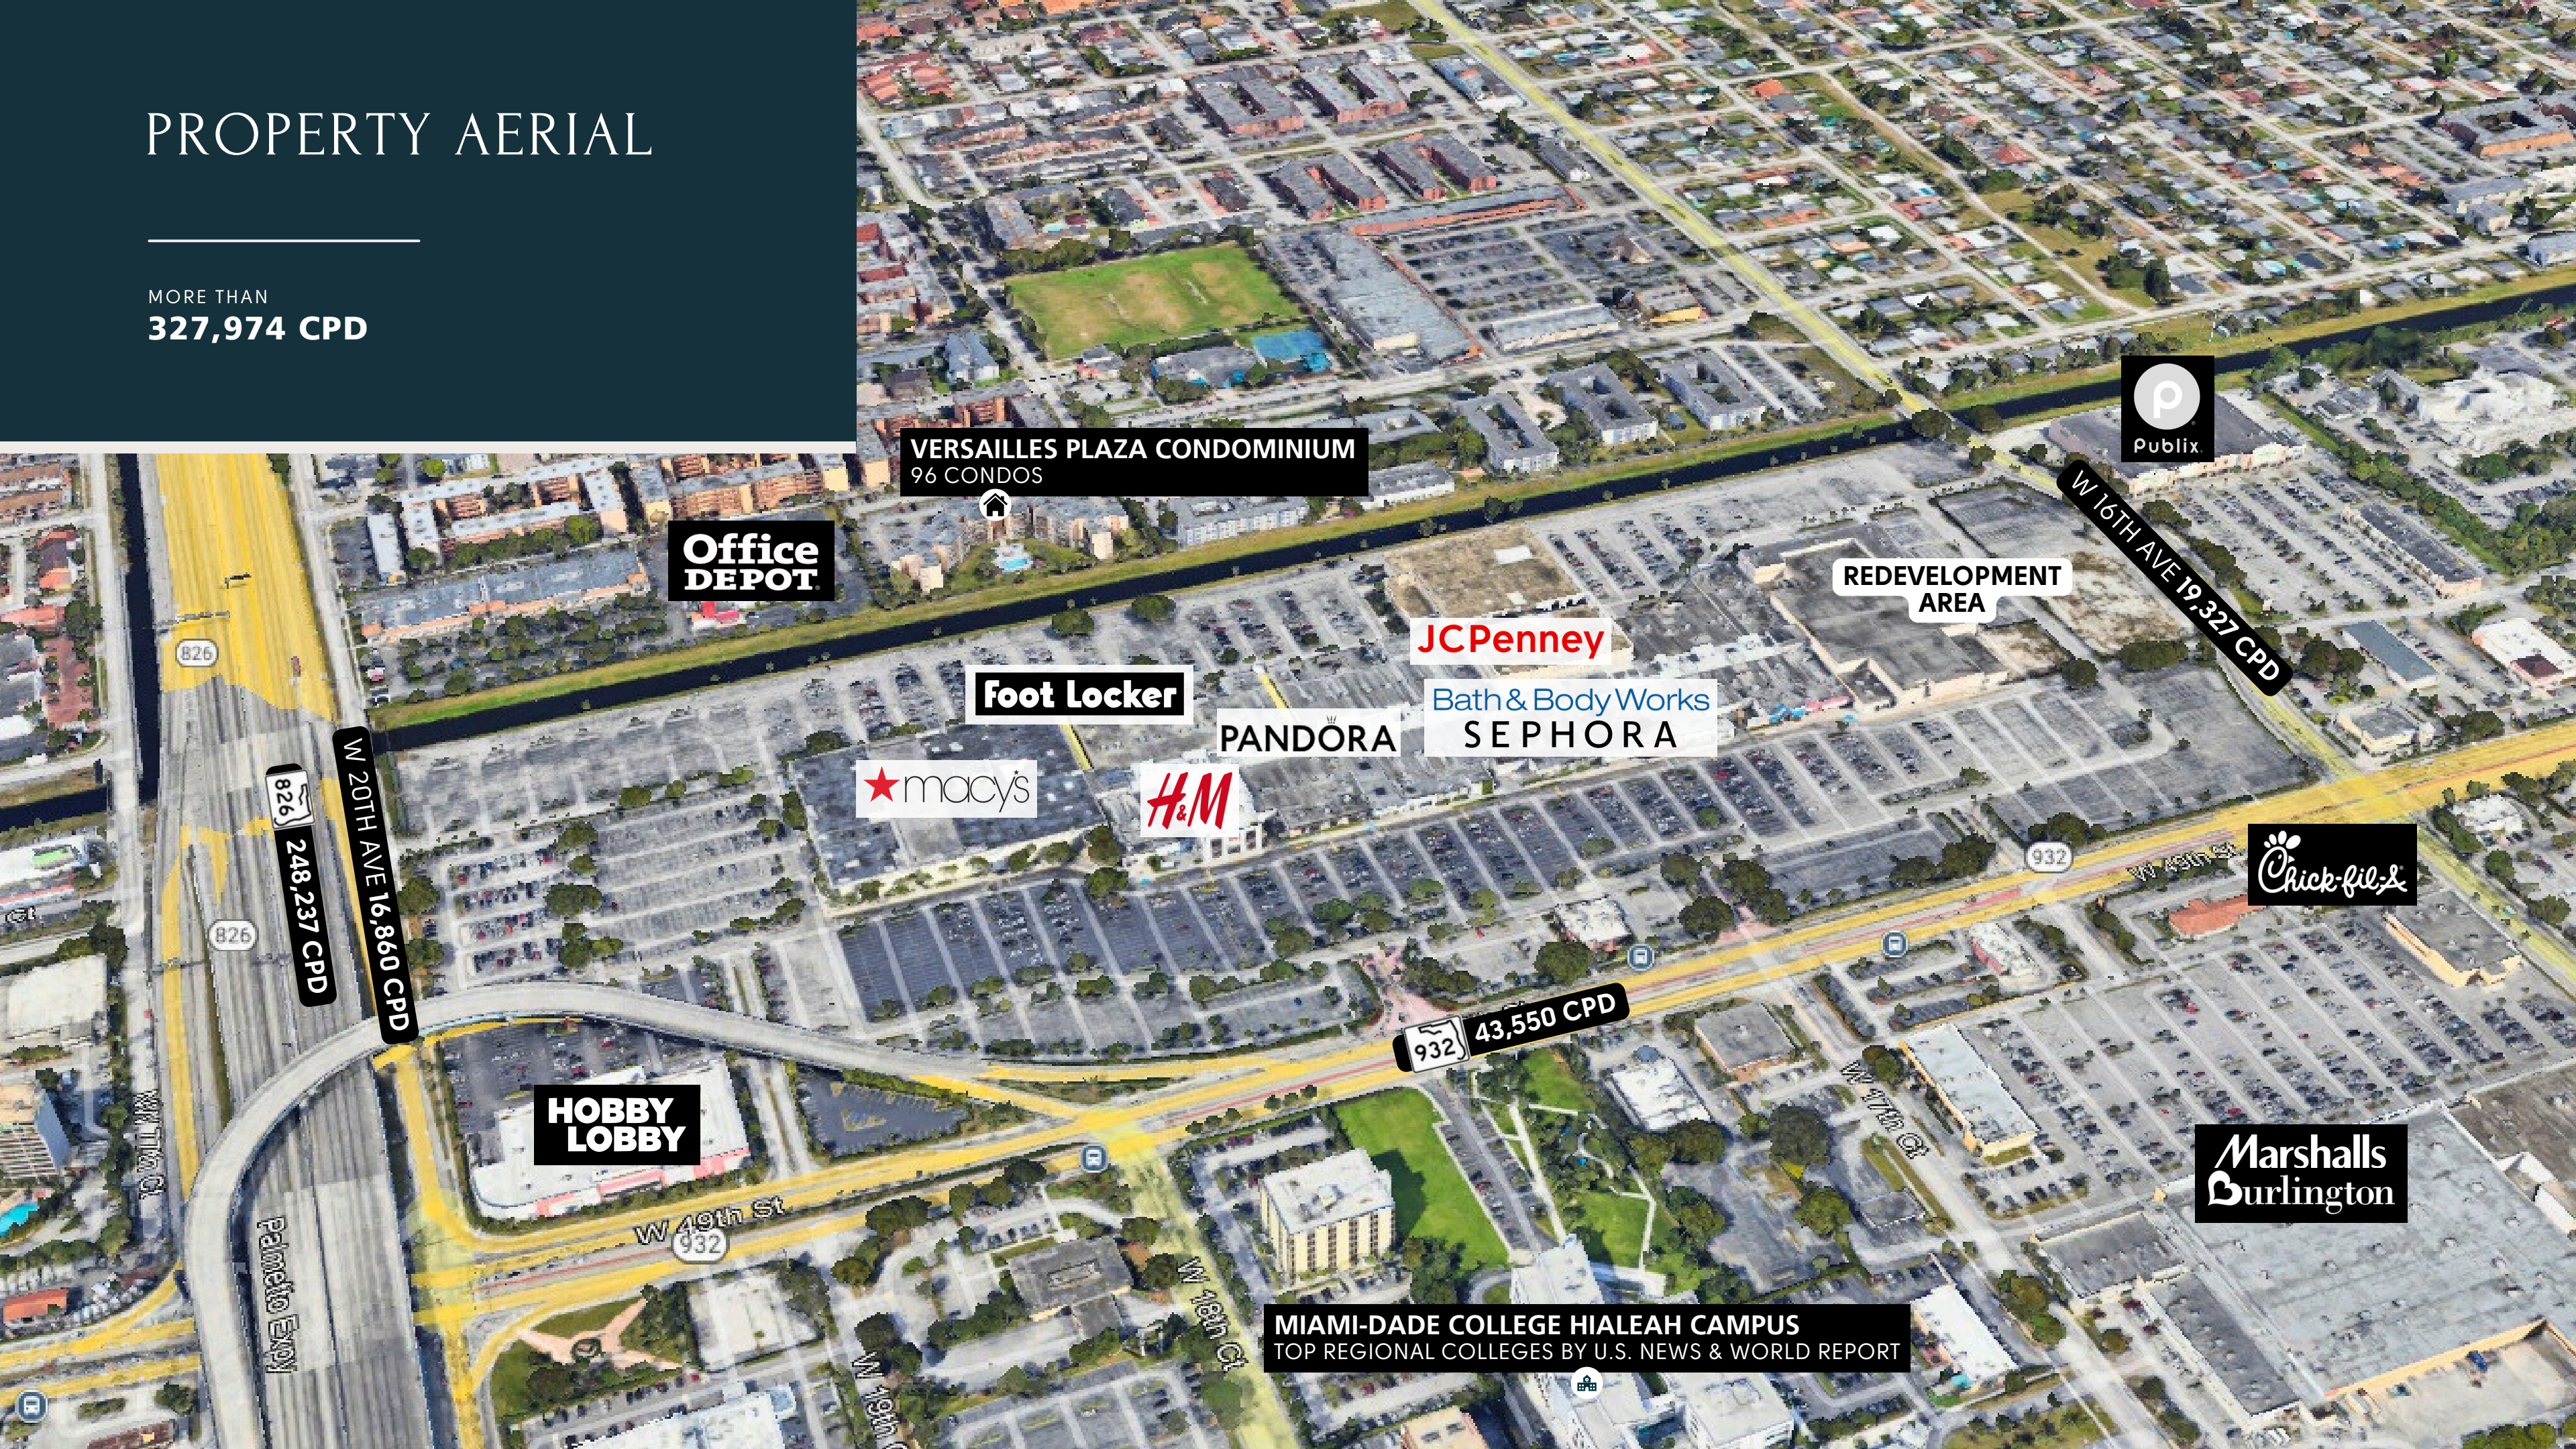 PROPERTY AERIAL
MORE THAN
327,974 CPD
VERSAILLES PLAZA CONDOMINIUM
96 CONDOS
Publix
Office
DEPOT
W 16TH AVE 19,327 CPD
REDEVELOPMENT
AREA
826
JCPenney
Foot Locker
Bath & Body Works
SEPHORA
PANDÖRA
macy's
H&M
826
248,237 CPD
W 20TH AVE 16,860 CPD
826
932
W 49th St
Chick-fil-A
932
43,550 CPD
HOBBY
LOBBY
W 17th Ct
Marshalls
Burlington
W 49th St
932
Palmetto Expy
W 18th Ct
W 19th
MIAMI-DADE COLLEGE HIALEAH CAMPUS
TOP REGIONAL COLLEGES BY U.S. NEWS & WORLD REPORT